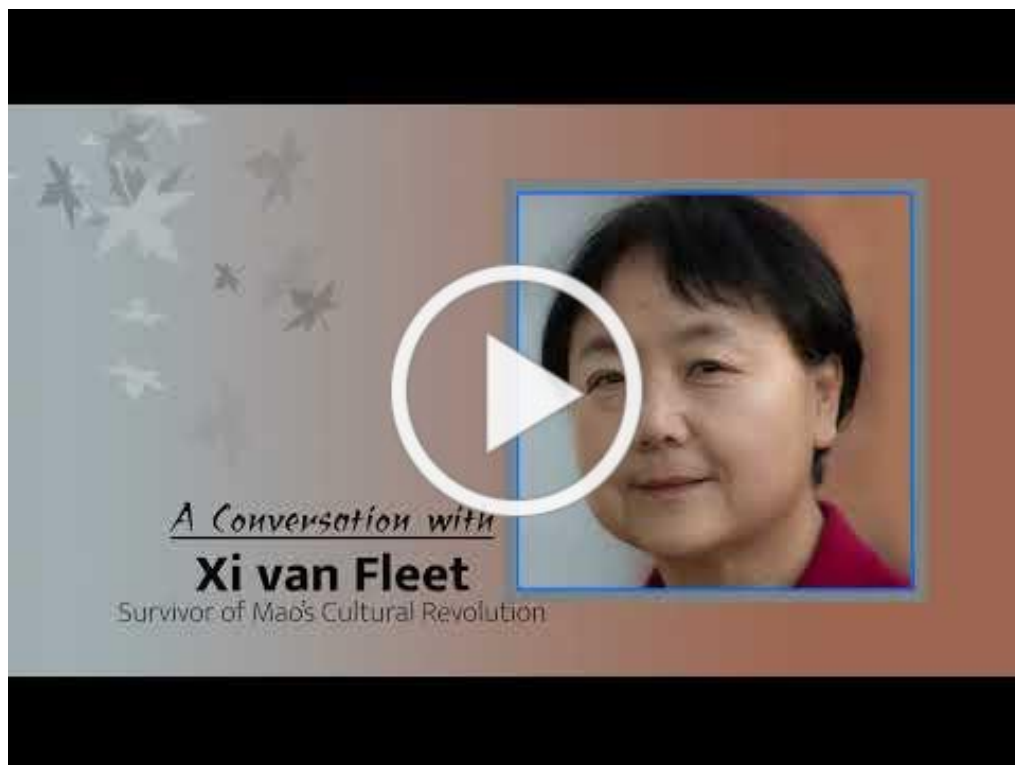 A Conversation with
Xi van Fleet
Survivor of Mao's Cultural Revolution